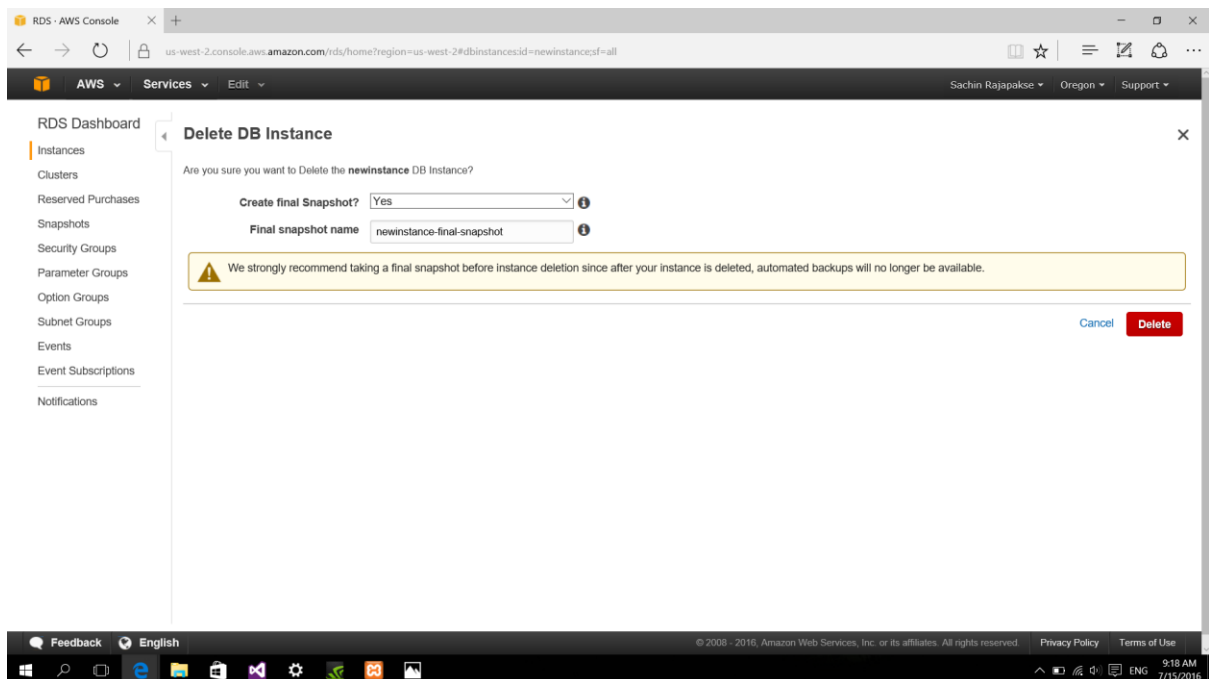 RDS · AWS Console
us-west-2.console.aws.amazon.com/rds/home?region=us-west-2#dbinstances:id=newinstance;sf=all
AWS Services Edit Sachin Rajapakse Oregon Support
RDS Dashboard
Instances
Clusters
Reserved Purchases
Snapshots
Security Groups
Parameter Groups
Option Groups
Subnet Groups
Events
Event Subscriptions
Notifications
Delete DB Instance
Are you sure you want to Delete the newinstance DB Instance?
Create final Snapshot? Yes
Final snapshot name newinstance-final-snapshot
We strongly recommend taking a final snapshot before instance deletion since after your instance is deleted, automated backups will no longer be available.
Cancel Delete
Feedback English © 2008 - 2016, Amazon Web Services, Inc. or its affiliates. All rights reserved. Privacy Policy Terms of Use
ENG 9:18 AM
7/15/2016